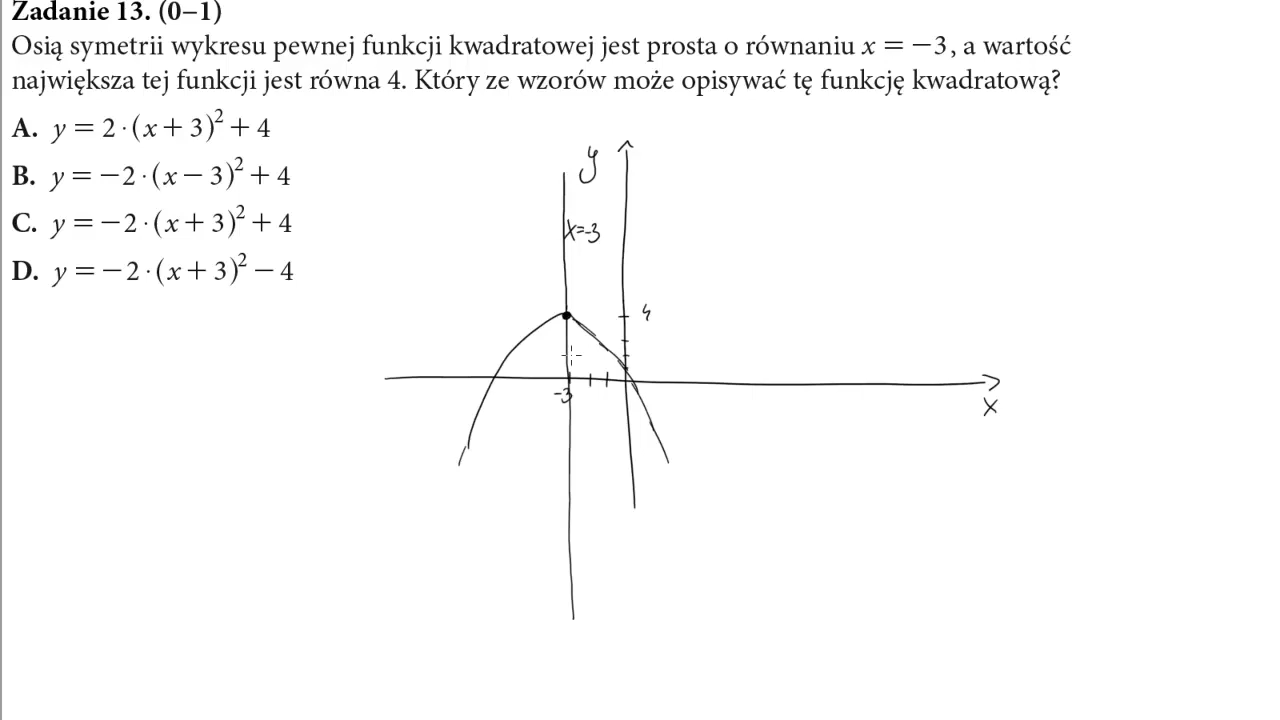 Zadanie 13. (0–1)
Osią symetrii wykresu pewnej funkcji kwadratowej jest prosta o równaniu x = −3, a wartość
największa tej funkcji jest równa 4. Który ze wzorów może opisywać tę funkcję kwadratową?
A. y = 2·(x+3)² + 4
B. y = −2·(x−3)² + 4
C. y = −2·(x+3)² + 4
D. y = −2·(x+3)² − 4
y
x=-3
4
-3
x